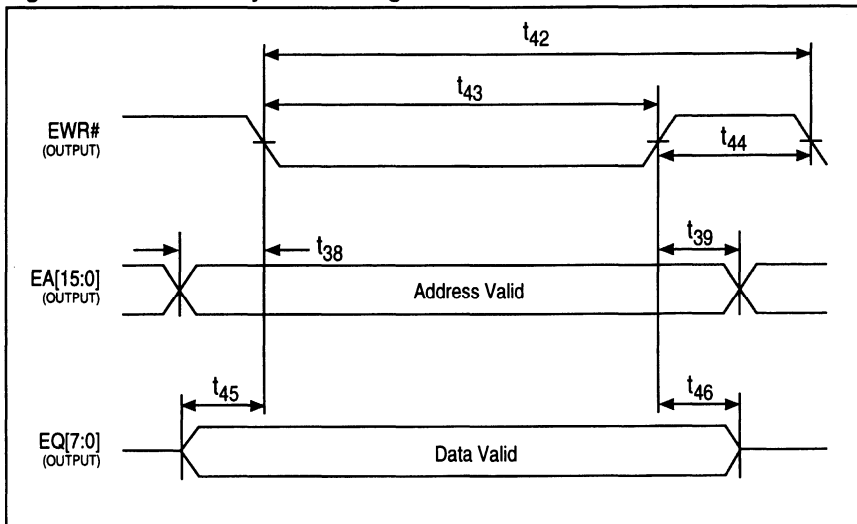 t42
t43
EWR#
(OUTPUT)
t44
t38
t39
EA[15:0]
(OUTPUT)
Address Valid
t45
t46
EQ[7:0]
(OUTPUT)
Data Valid